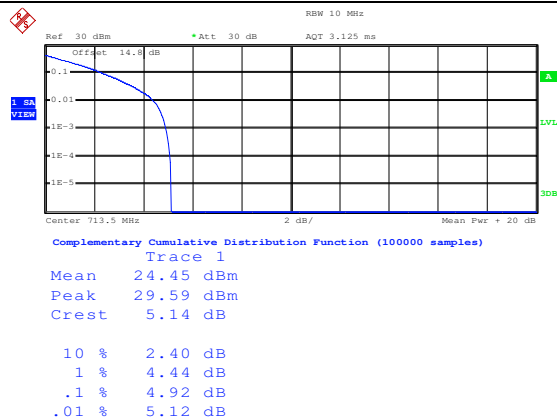 RBW 10 MHz
Ref 30 dBm *Att 30 dB AQT 3.125 ms
Offset 14.8 dB
0.1
A
0.01
1 SA
VIEW
1E-3
LVL
1E-4
1E-5
3DB
Center 713.5 MHz 2 dB/ Mean Pwr + 20 dB
Complementary Cumulative Distribution Function (100000 samples)
Trace 1
Mean 24.45 dBm
Peak 29.59 dBm
Crest 5.14 dB
10 % 2.40 dB
1 % 4.44 dB
.1 % 4.92 dB
.01 % 5.12 dB